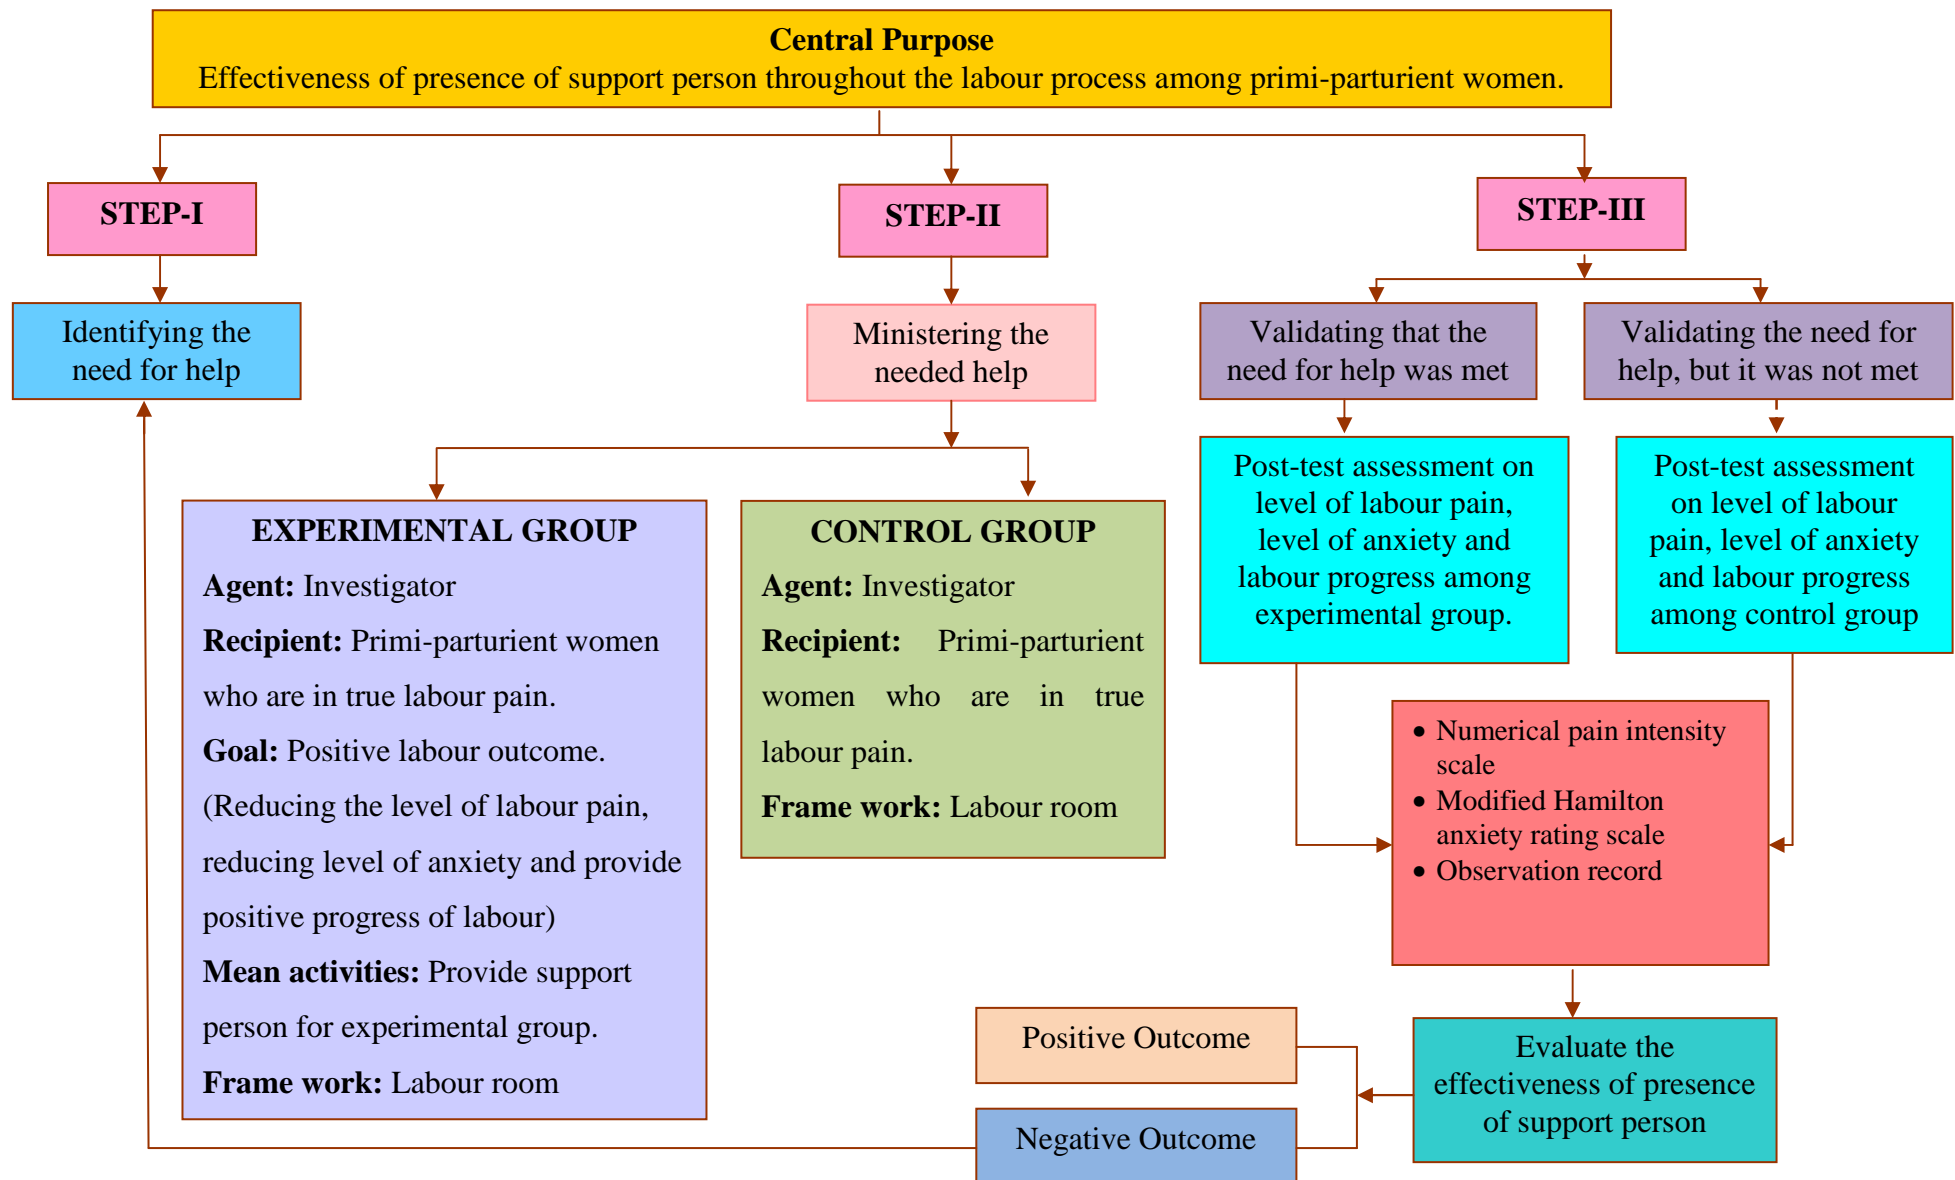 Central Purpose
Effectiveness of presence of support person throughout the labour process among primi-parturient women.
STEP-I
STEP-II
STEP-III
Identifying the
need for help
Ministering the
needed help
Validating that the
need for help was met
Validating the need for
help, but it was not met
EXPERIMENTAL GROUP
Agent: Investigator
Recipient: Primi-parturient women
who are in true labour pain.
Goal: Positive labour outcome.
(Reducing the level of labour pain,
reducing level of anxiety and provide
positive progress of labour)
Mean activities: Provide support
person for experimental group.
Frame work: Labour room
CONTROL GROUP
Agent: Investigator
Recipient: Primi-parturient
women who are in true
labour pain.
Frame work: Labour room
Post-test assessment on
level of labour pain,
level of anxiety and
labour progress among
experimental group.
Post-test assessment
on level of labour
pain, level of anxiety
and labour progress
among control group
• Numerical pain intensity
scale
• Modified Hamilton
anxiety rating scale
• Observation record
Evaluate the
effectiveness of presence
of support person
Positive Outcome
Negative Outcome